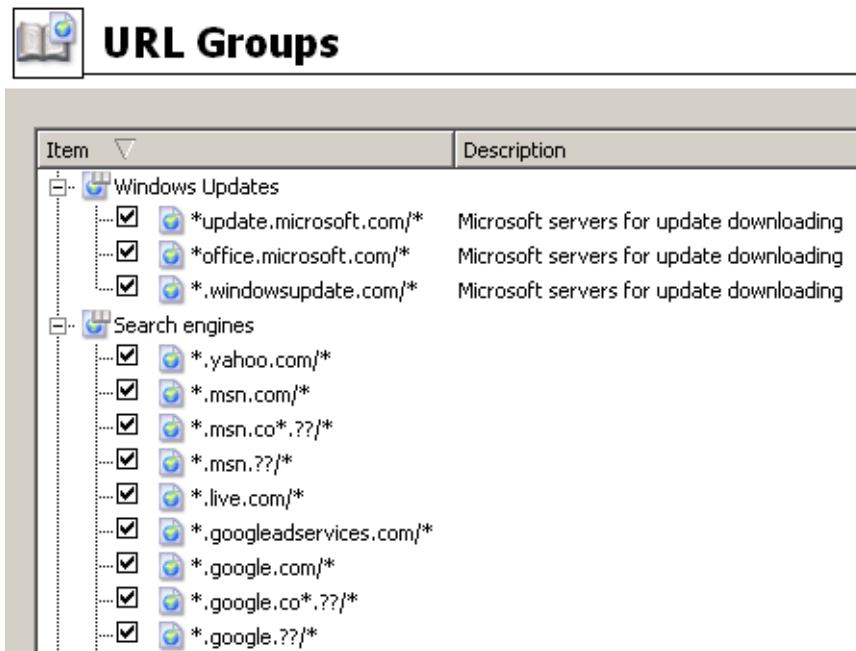 URL Groups
Item Description
Windows Updates
*update.microsoft.com/* Microsoft servers for update downloading
*office.microsoft.com/* Microsoft servers for update downloading
*.windowsupdate.com/* Microsoft servers for update downloading
Search engines
*.yahoo.com/*
*.msn.com/*
*.msn.co*.??/*
*.msn.??/*
*.live.com/*
*.googleadservices.com/*
*.google.com/*
*.google.co*.??/*
*.google.??/*